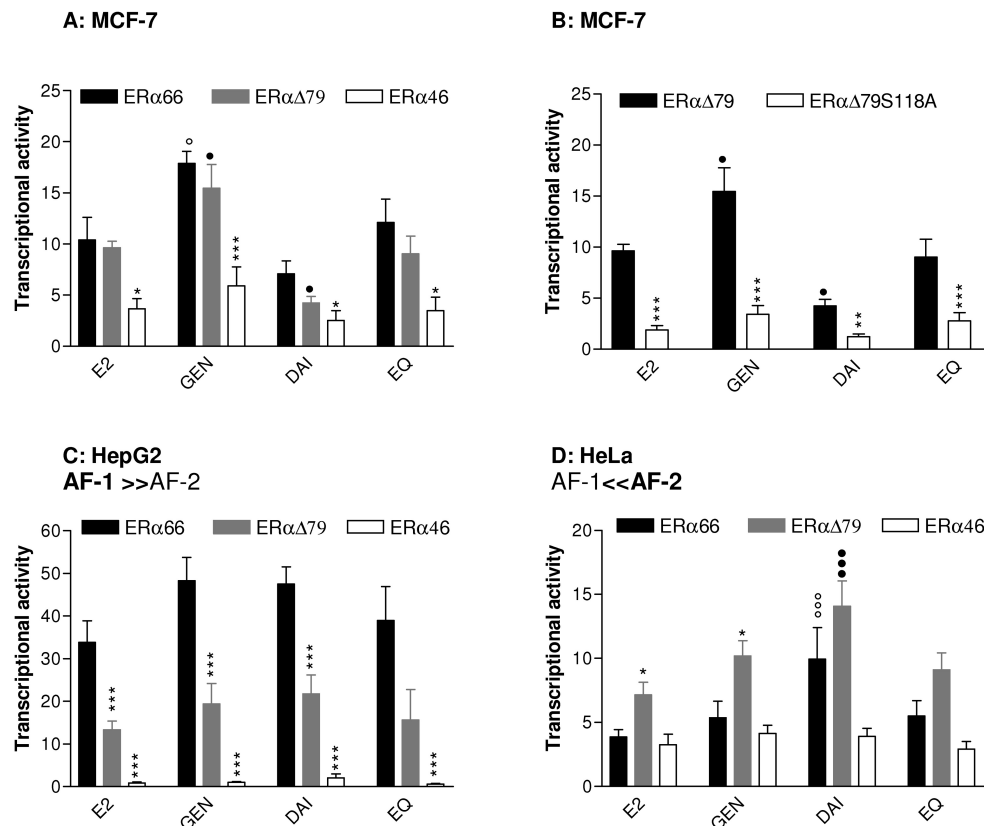 A: MCF-7
Transcriptional activity
25
20
15
10
5
0
ERα66
ERαΔ79
ERα46
°
•
***
*
•
*
*
E2
GEN
DAI
EQ
B: MCF-7
Transcriptional activity
25
20
15
10
5
0
ERαΔ79
ERαΔ79S118A
•
***
***
•
**
***
E2
GEN
DAI
EQ
C: HepG2
AF-1 >>AF-2
Transcriptional activity
60
50
40
30
20
10
0
ERα66
ERαΔ79
ERα46
***
***
***
***
***
***
***
E2
GEN
DAI
EQ
D: HeLa
AF-1<<AF-2
Transcriptional activity
20
15
10
5
0
ERα66
ERαΔ79
ERα46
*
*
°°°
•••
E2
GEN
DAI
EQ